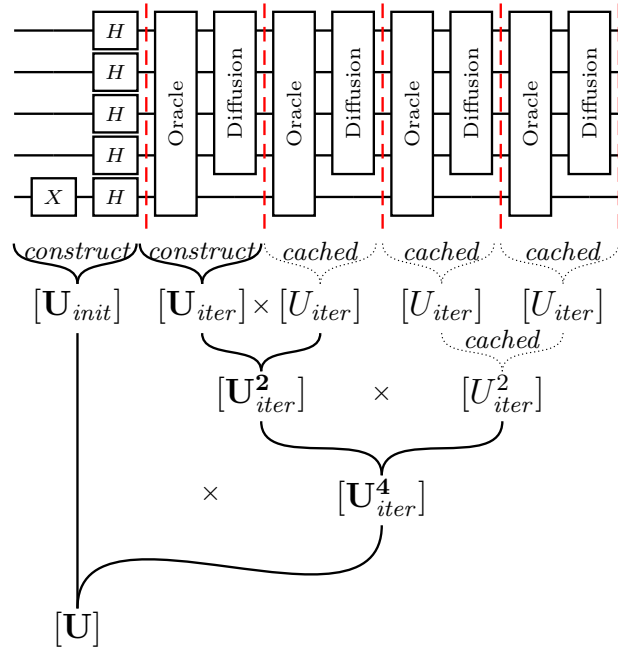 H
H
H
H
X H
Oracle Diffusion Oracle Diffusion Oracle Diffusion Oracle Diffusion
construct construct cached cached cached
[𝐔_init] [𝐔_iter] × [U_iter] [U_iter] [U_iter]
cached
[𝐔²_iter] × [U²_iter]
× [𝐔⁴_iter]
[𝐔]